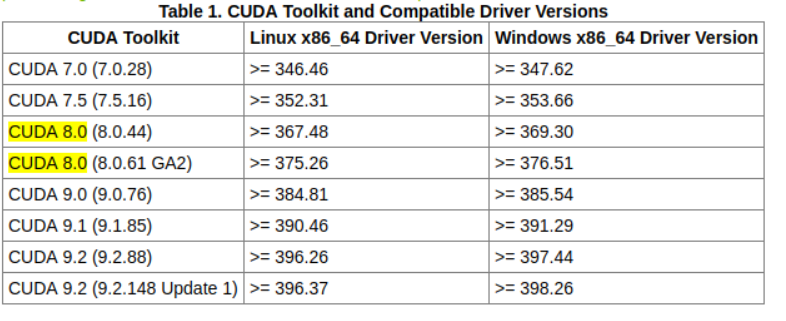 Table 1. CUDA Toolkit and Compatible Driver Versions
CUDA Toolkit Linux x86_64 Driver Version Windows x86_64 Driver Version
CUDA 7.0 (7.0.28) >= 346.46 >= 347.62
CUDA 7.5 (7.5.16) >= 352.31 >= 353.66
CUDA 8.0 (8.0.44) >= 367.48 >= 369.30
CUDA 8.0 (8.0.61 GA2) >= 375.26 >= 376.51
CUDA 9.0 (9.0.76) >= 384.81 >= 385.54
CUDA 9.1 (9.1.85) >= 390.46 >= 391.29
CUDA 9.2 (9.2.88) >= 396.26 >= 397.44
CUDA 9.2 (9.2.148 Update 1) >= 396.37 >= 398.26